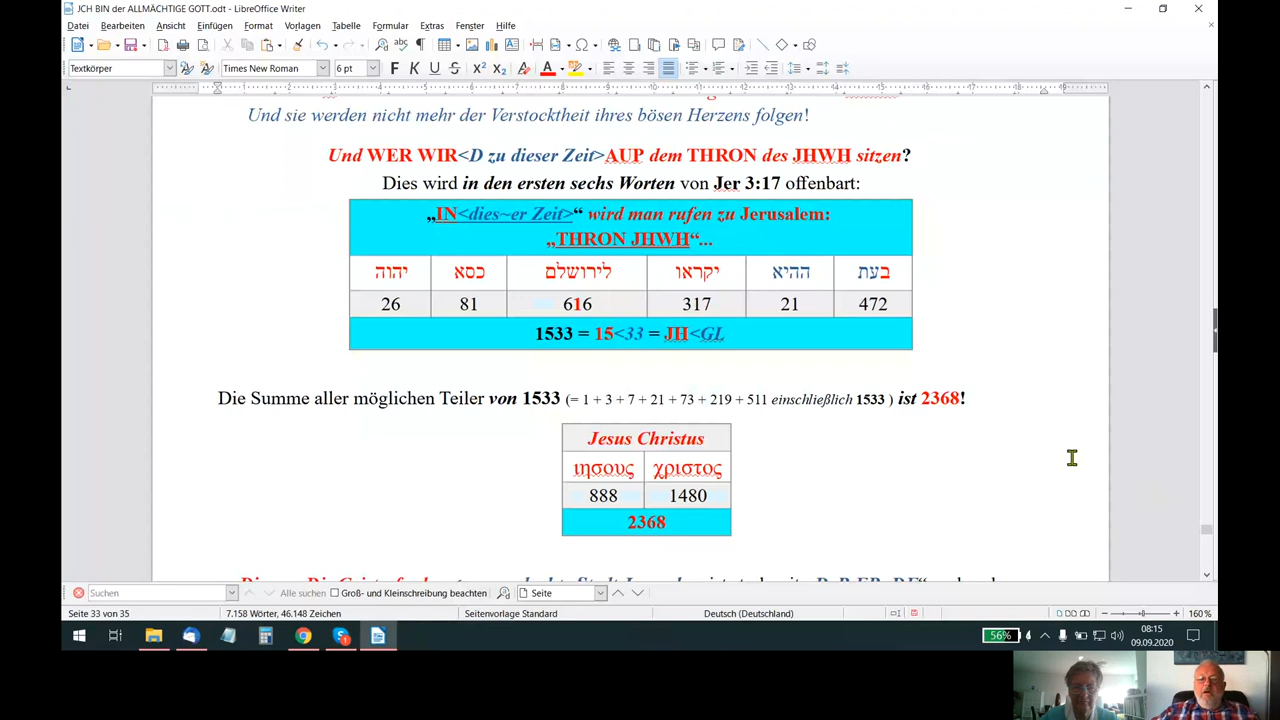 JCH BIN der ALLMÄCHTIGE GOTT.odt - LibreOffice Writer
Datei Bearbeiten Ansicht Einfügen Format Vorlagen Tabelle Formular Extras Fenster Hilfe
Textkörper Times New Roman 6 pt
Und sie werden nicht mehr der Verstocktheit ihres bösen Herzens folgen!
Und WER WIR<D zu dieser Zeit>AUP dem THRON des JHWH sitzen?
Dies wird in den ersten sechs Worten von Jer 3:17 offenbart:
„IN<dies~er Zeit>“ wird man rufen zu Jerusalem:
„THRON JHWH“...
יהוה כסא לירושלם יקראו ההיא בעת
26 81 616 317 21 472
1533 = 15<33 = JH<GL
Die Summe aller möglichen Teiler von 1533 (= 1 + 3 + 7 + 21 + 73 + 219 + 511 einschließlich 1533 ) ist 2368!
Jesus Christus
ιησους χριστος
888 1480
2368
Suchen Alle suchen Groß- und Kleinschreibung beachten Seite
Seite 33 von 35 7.158 Wörter, 46.148 Zeichen Seitenvorlage Standard Deutsch (Deutschland) 160 %
56% 08:15
09.09.2020